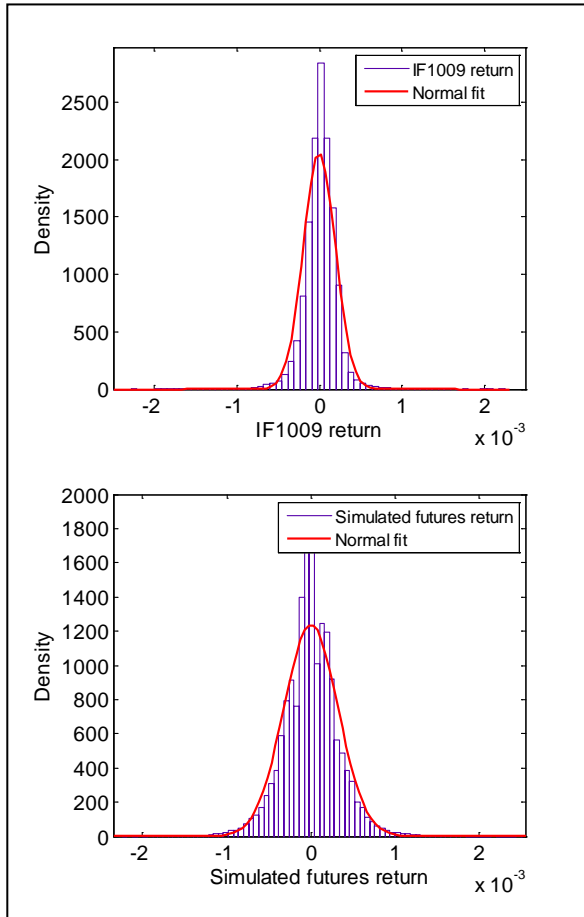 IF1009 return
Normal fit
2500
2000
1500
1000
500
0
Density
-2 -1 0 1 2
IF1009 return
x 10-3
Simulated futures return
Normal fit
2000
1800
1600
1400
1200
1000
800
600
400
200
0
Density
-2 -1 0 1 2
Simulated futures return
x 10-3